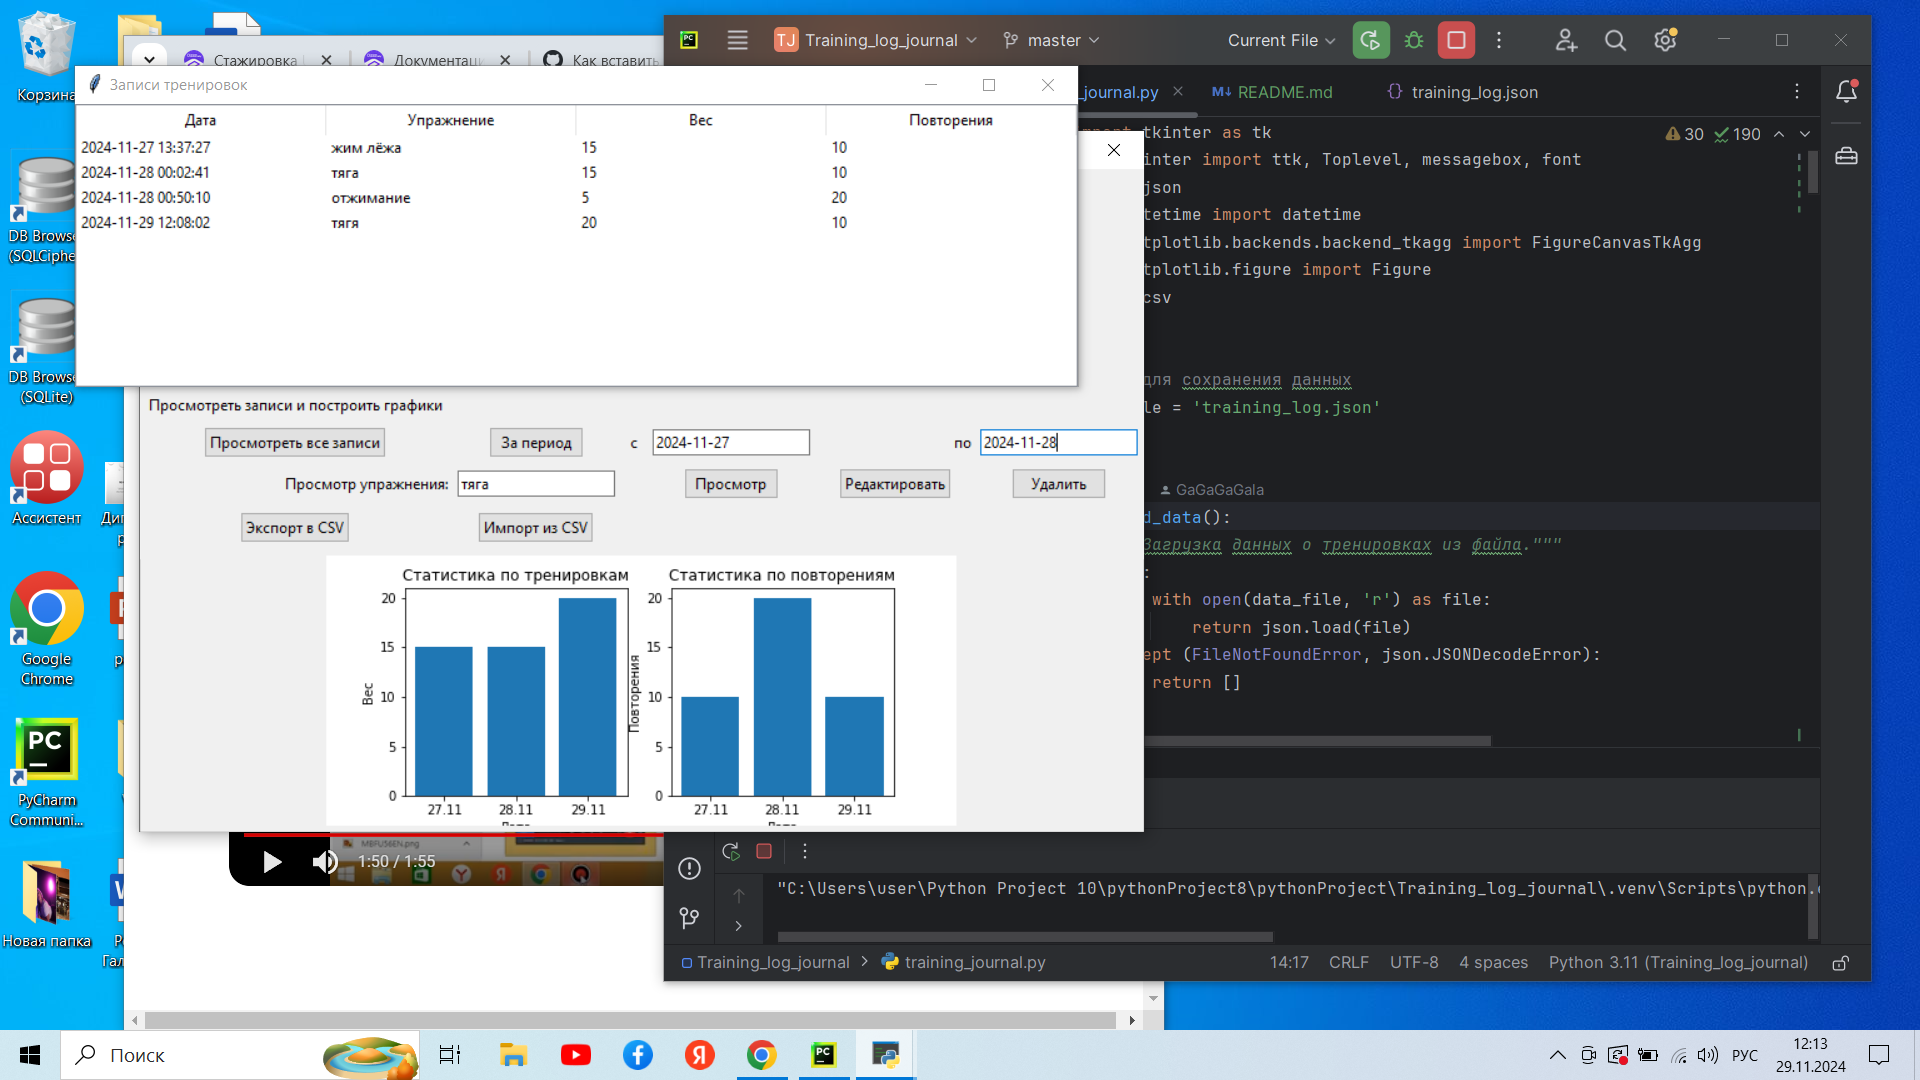 Корзина
DB Browse
(SQLCiphe
DB Browse
(SQLite)
Ассистент
Google
Chrome
PyCharm
Communi...
Новая папка
Стажировка
Документац
Как вставить
Записи тренировок
Дата Упражнение Вес Повторения
2024-11-27 13:37:27 жим лёжа 15 10
2024-11-28 00:02:41 тяга 15 10
2024-11-28 00:50:10 отжимание 5 20
2024-11-29 12:08:02 тягя 20 10
Просмотреть записи и построить графики
Просмотреть все записи За период с 2024-11-27 по 2024-11-28
Просмотр упражнения: тяга Просмотр Редактировать Удалить
Экспорт в CSV Импорт из CSV
Статистика по тренировкам
Вес
20
15
10
5
0
27.11 28.11 29.11
Статистика по повторениям
Повторения
20
15
10
5
0
27.11 28.11 29.11
MBFU56EN.png
1:50 / 1:55
PC
TJ Training_log_journal master Current File
_journal.py README.md training_log.json
30 190
import tkinter as tk
inter import ttk, Toplevel, messagebox, font
json
tetime import datetime
tplotlib.backends.backend_tkagg import FigureCanvasTkAgg
tplotlib.figure import Figure
csv
для сохранения данных
le = 'training_log.json'
GaGaGaGala
d_data():
Загрузка данных о тренировках из файла."""
:
with open(data_file, 'r') as file:
return json.load(file)
ept (FileNotFoundError, json.JSONDecodeError):
return []
"C:\Users\user\Python Project 10\pythonProject8\pythonProject\Training_log_journal\.venv\Scripts\python.
Training_log_journal > training_journal.py 14:17 CRLF UTF-8 4 spaces Python 3.11 (Training_log_journal)
Поиск
РУС
12:13
29.11.2024